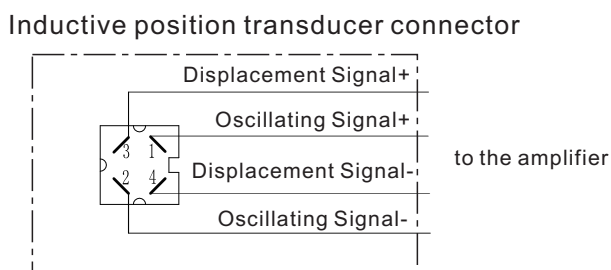 Inductive position transducer connector
Displacement Signal+
Oscillating Signal+
3 1
2 4
Displacement Signal-
to the amplifier
Oscillating Signal-